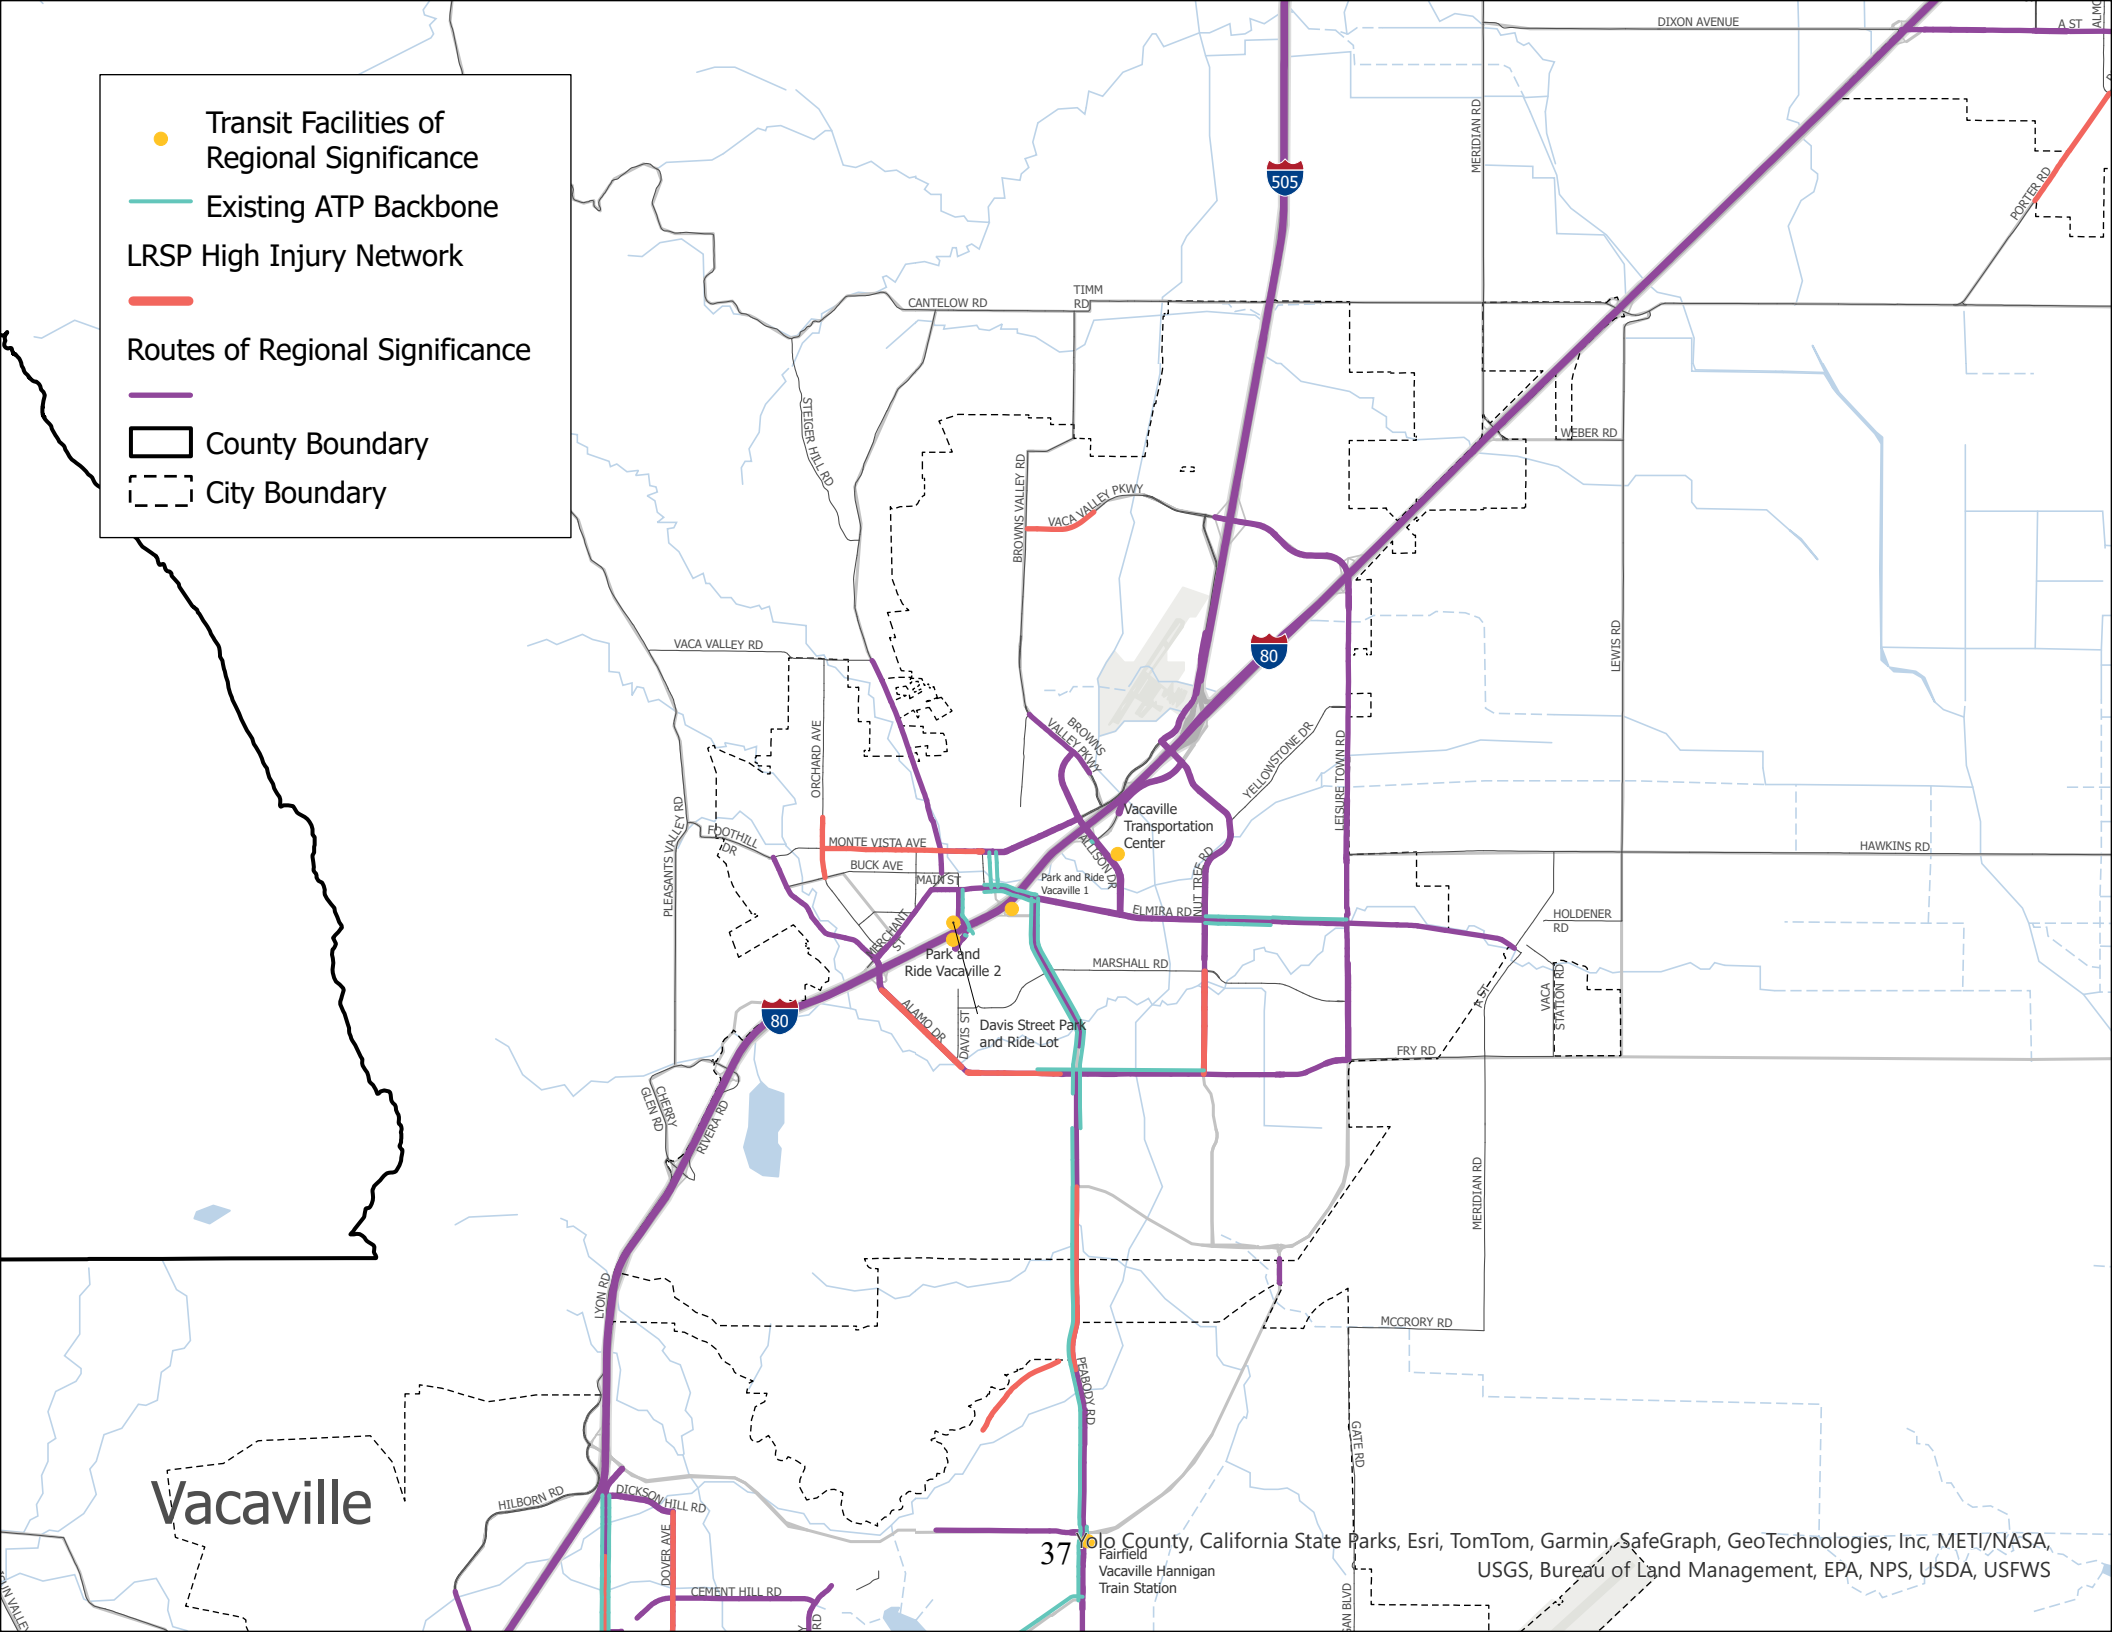 Transit Facilities of
Regional Significance
Existing ATP Backbone
LRSP High Injury Network
Routes of Regional Significance
County Boundary
City Boundary
DIXON AVENUE
A ST
MERIDIAN RD
505
PORTER RD
CANTELOW RD
TIMM
RD
STEIGER HILL RD
WEBER RD
BROWNS VALLEY RD
VACA VALLEY PKWY
LEWIS RD
80
VACA VALLEY RD
ORCHARD AVE
BROWNS
VALLEY PKWY
YELLOWSTONE DR
LEISURE TOWN RD
PLEASANTS VALLEY RD
FOOTHILL
DR
MONTE VISTA AVE
BUCK AVE
MAIN ST
Vacaville
Transportation
Center
ALLISON DR
NUT TREE RD
HAWKINS RD
Park and Ride
Vacaville 1
ELMIRA RD
HOLDENER
RD
MERCHANT
ST
Park and
Ride Vacaville 2
MARSHALL RD
VACA
STATION RD
A ST
80
ALAMO DR
DAVIS ST
Davis Street Park
and Ride Lot
FRY RD
CHERRY
GLEN RD
RIVERA RD
MERIDIAN RD
LYON RD
MCCRORY RD
PEABODY RD
GATE RD
Vacaville
HILBORN RD
DICKSON HILL RD
DOVER AVE
CEMENT HILL RD
RD
37
Fairfield
Vacaville Hannigan
Train Station
Yolo County, California State Parks, Esri, TomTom, Garmin, SafeGraph, GeoTechnologies, Inc, METI/NASA,
USGS, Bureau of Land Management, EPA, NPS, USDA, USFWS